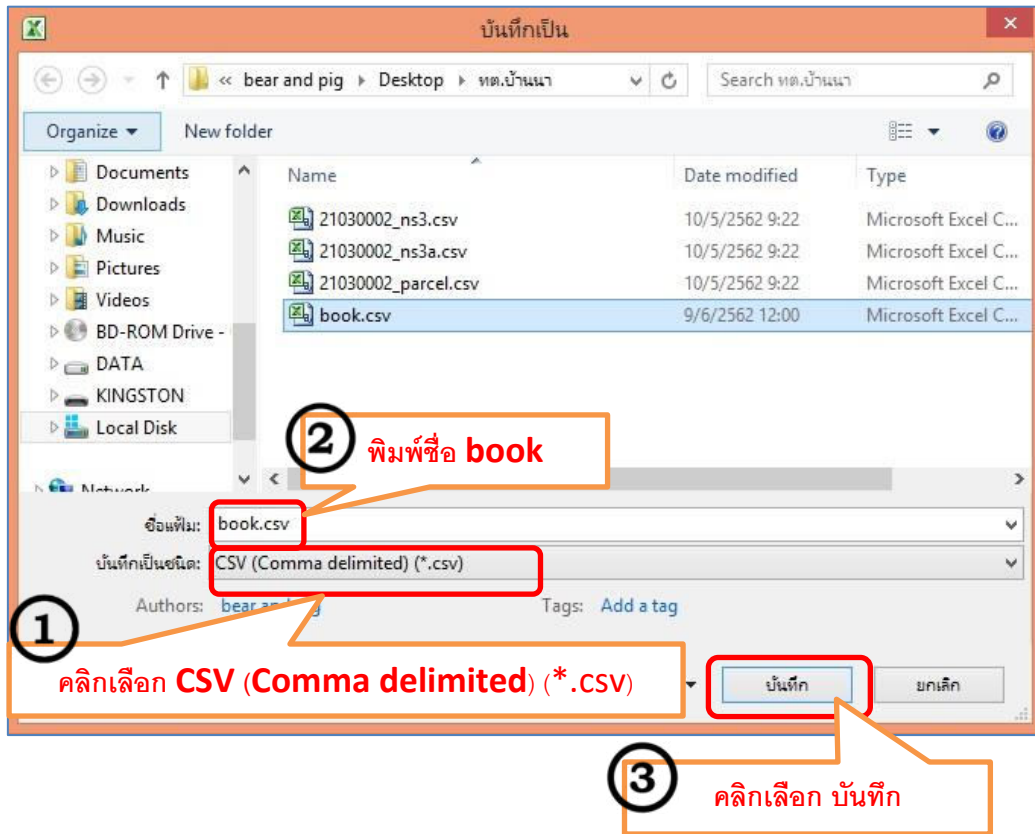 บันทึกเป็น
« bear and pig Desktop ทต.บ้านนา Search ทต.บ้านนา
Organize New folder
Documents
Downloads
Music
Pictures
Videos
BD-ROM Drive -
DATA
KINGSTON
Local Disk
Network
Name Date modified Type
21030002_ns3.csv 10/5/2562 9:22 Microsoft Excel C...
21030002_ns3a.csv 10/5/2562 9:22 Microsoft Excel C...
21030002_parcel.csv 10/5/2562 9:22 Microsoft Excel C...
book.csv 9/6/2562 12:00 Microsoft Excel C...
2 พิมพ์ชื่อ book
ชื่อแฟ้ม: book.csv
บันทึกเป็นชนิด: CSV (Comma delimited) (*.csv)
Authors: bear Tags: Add a tag
1
คลิกเลือก CSV (Comma delimited) (*.csv)
บันทึก ยกเลิก
3 คลิกเลือก บันทึก